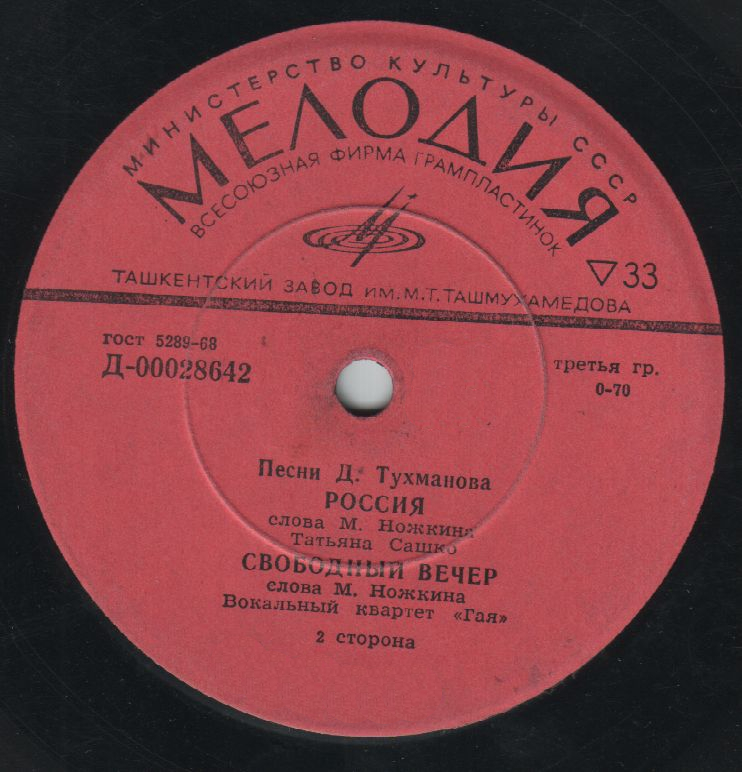 МИНИСТЕРСТВО КУЛЬТУРЫ СССР
МЕЛОДИЯ
ВСЕСОЮЗНАЯ ФИРМА ГРАМПЛАСТИНОК
33
ТАШКЕНТСКИЙ ЗАВОД ИМ. М.Т. ТАШМУХАМЕДОВА
гост 5289-68
Д-00028642
третья гр.
0-70
Песни Д. Тухманова
РОССИЯ
слова М. Ножкина
Татьяна Сашко
СВОБОДНЫЙ ВЕЧЕР
слова М. Ножкина
Вокальный квартет «Гая»
2 сторона